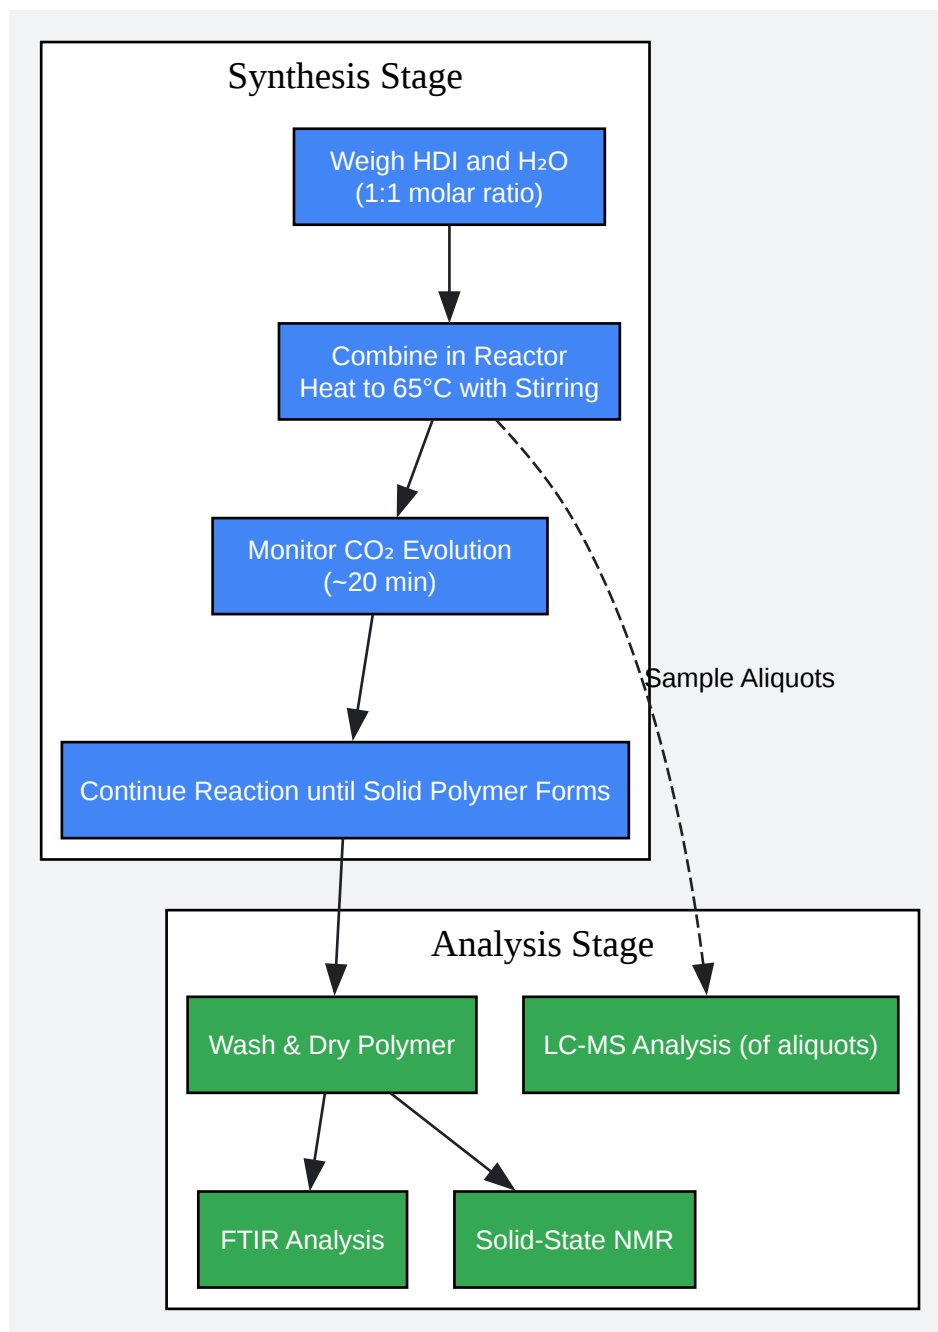 Synthesis Stage
Weigh HDI and H₂O
(1:1 molar ratio)
Combine in Reactor
Heat to 65°C with Stirring
Monitor CO₂ Evolution
(~20 min)
Sample Aliquots
Continue Reaction until Solid Polymer Forms
Analysis Stage
Wash & Dry Polymer
LC-MS Analysis (of aliquots)
FTIR Analysis
Solid-State NMR